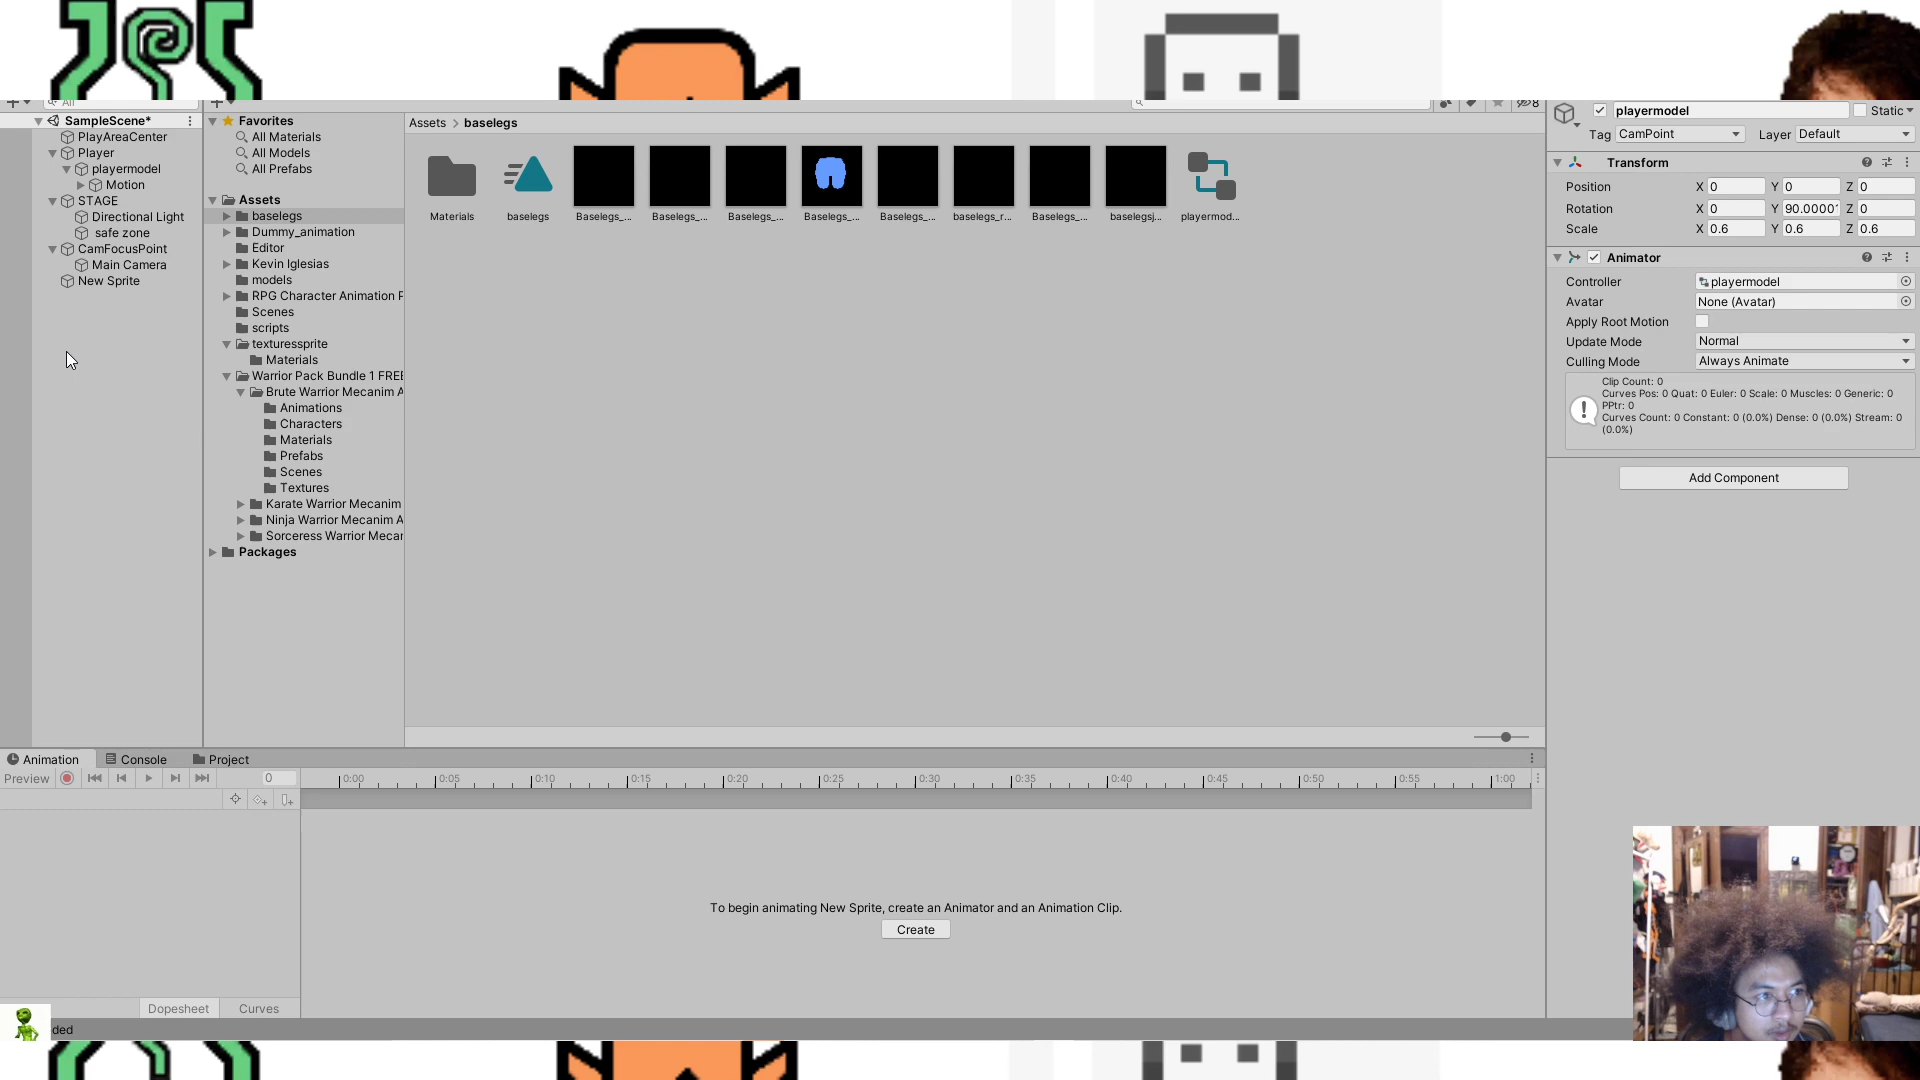 All
SampleScene*
PlayAreaCenter
Player
playermodel
Motion
STAGE
Directional Light
safe zone
CamFocusPoint
Main Camera
New Sprite
Favorites
All Materials
All Models
All Prefabs
Assets
baselegs
Dummy_animation
Editor
Kevin Iglesias
models
RPG Character Animation P
Scenes
scripts
texturessprite
Materials
Warrior Pack Bundle 1 FREE
Brute Warrior Mecanim A
Animations
Characters
Materials
Prefabs
Scenes
Textures
Karate Warrior Mecanim
Ninja Warrior Mecanim A
Sorceress Warrior Mecar
Packages
Assets > baselegs
8
Materials
baselegs
Baselegs_...
Baselegs_...
Baselegs_...
Baselegs_...
Baselegs_...
baselegs_r...
Baselegs_...
baselegsj...
playermod...
playermodel
Static
Tag CamPoint
Layer Default
Transform
Position X 0 Y 0 Z 0
Rotation X 0 Y 90.00001 Z 0
Scale X 0.6 Y 0.6 Z 0.6
Animator
Controller playermodel
Avatar None (Avatar)
Apply Root Motion
Update Mode Normal
Culling Mode Always Animate
Clip Count: 0
Curves Pos: 0 Quat: 0 Euler: 0 Scale: 0 Muscles: 0 Generic: 0
PPtr: 0
Curves Count: 0 Constant: 0 (0.0%) Dense: 0 (0.0%) Stream: 0
(0.0%)
Add Component
Animation
Console
Project
Preview
0
0:00 0:05 0:10 0:15 0:20 0:25 0:30 0:35 0:40 0:45 0:50 0:55 1:00
To begin animating New Sprite, create an Animator and an Animation Clip.
Create
Dopesheet
Curves
ded